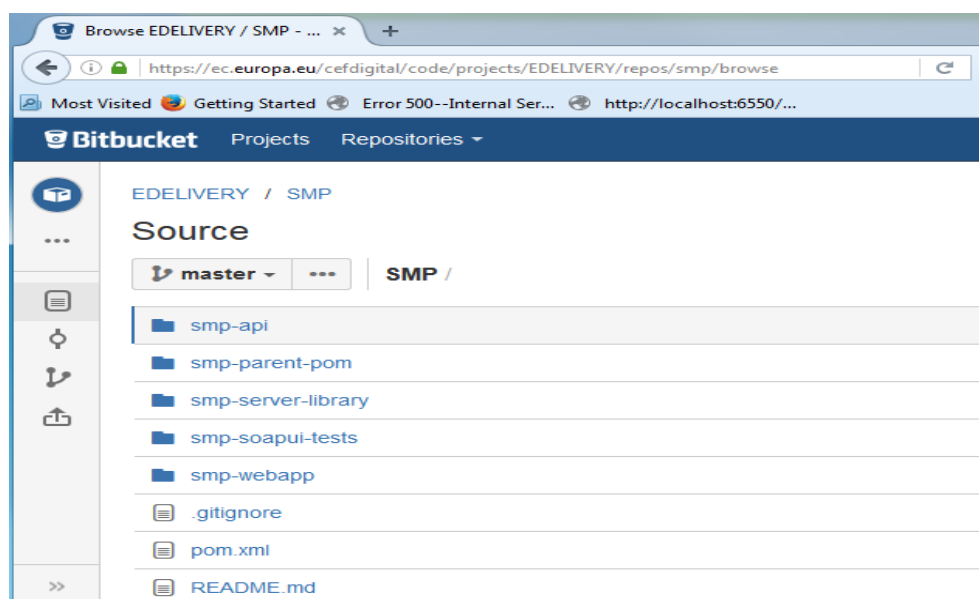 Browse EDELIVERY / SMP - ... × +
https://ec.europa.eu/cefdigital/code/projects/EDELIVERY/repos/smp/browse
Most Visited Getting Started Error 500--Internal Ser... http://localhost:6550/...
Bitbucket Projects Repositories
EDELIVERY / SMP
Source
master ... SMP /
smp-api
smp-parent-pom
smp-server-library
smp-soapui-tests
smp-webapp
.gitignore
pom.xml
README.md